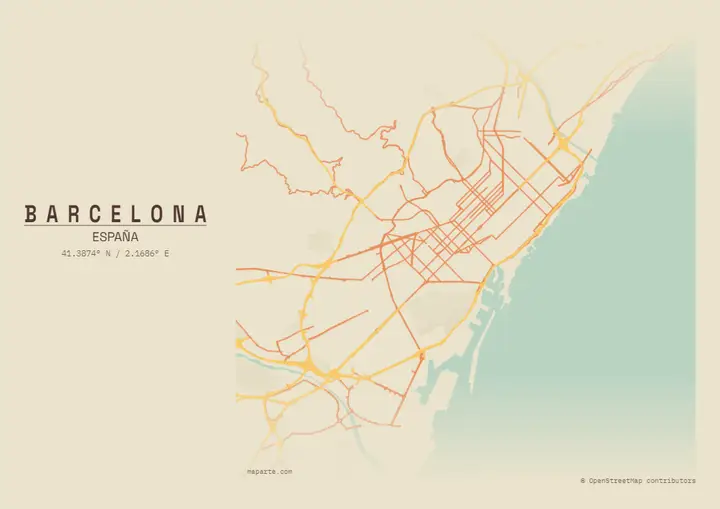 BARCELONA
ESPAÑA
41.3874° N / 2.1686° E
maparte.com
© OpenStreetMap contributors